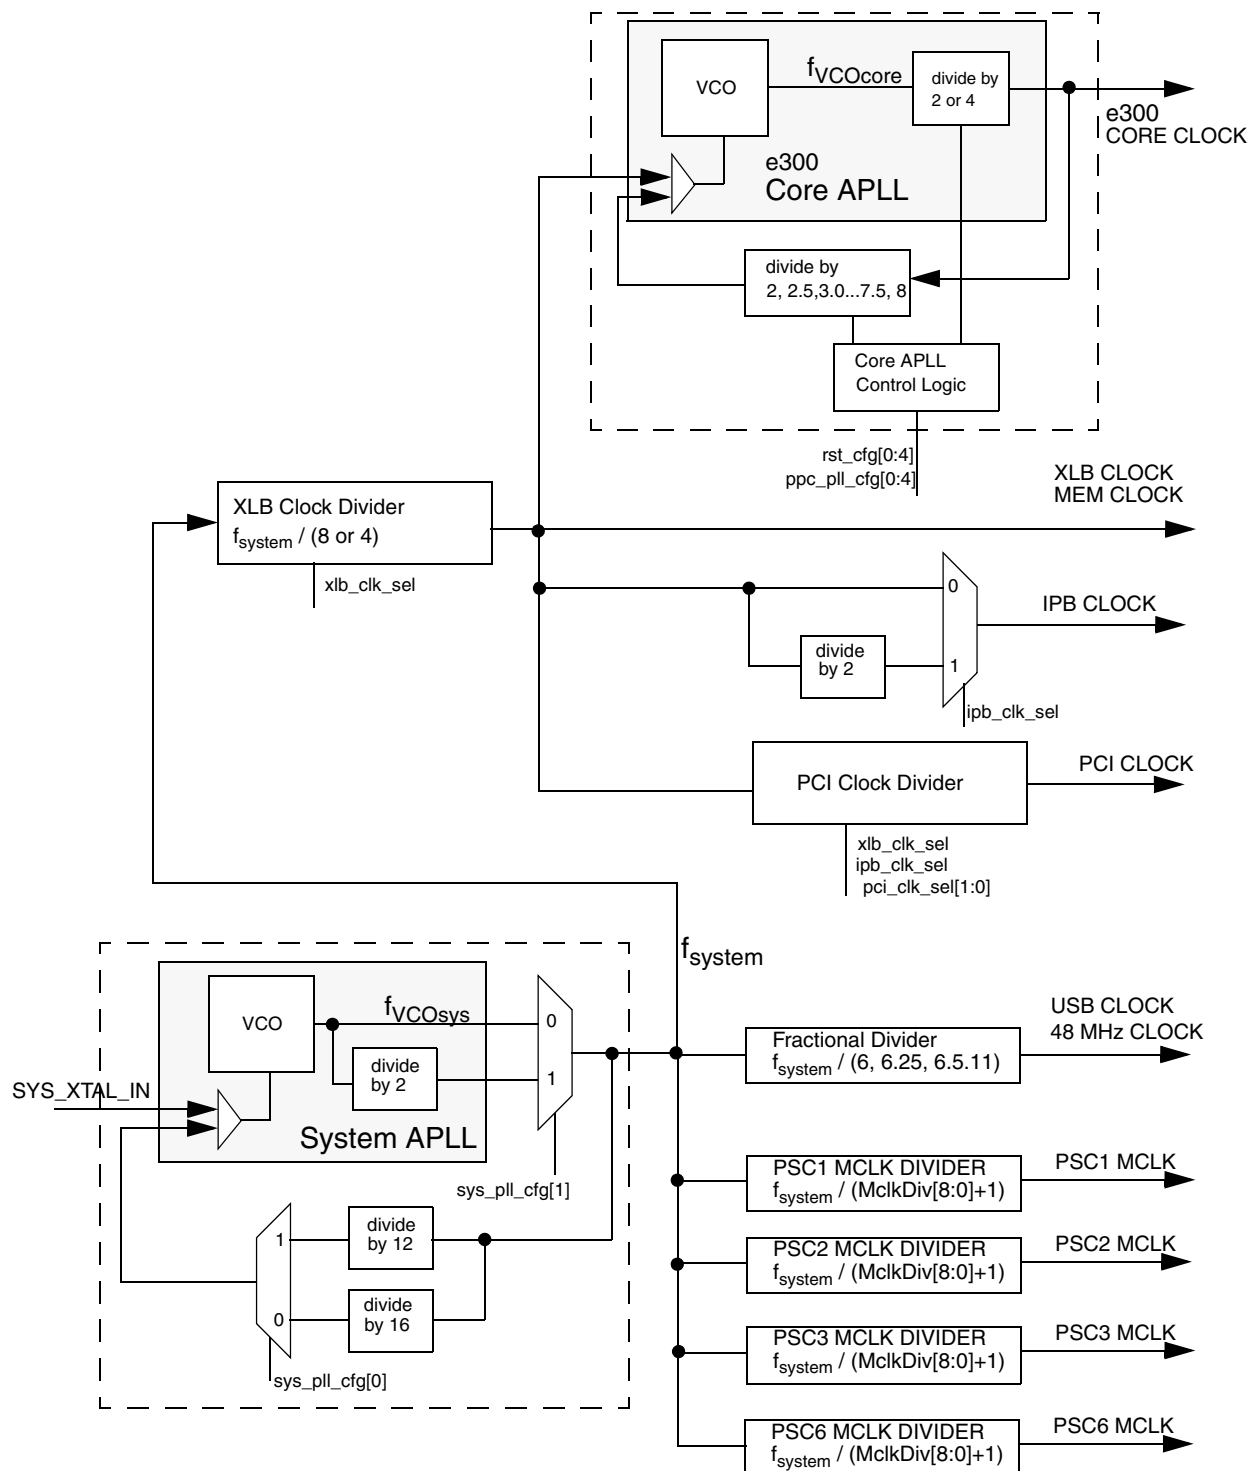 VCO
fVCOcore
divide by
2 or 4
e300
CORE CLOCK
e300
Core APLL
divide by
2, 2.5,3.0...7.5, 8
Core APLL
Control Logic
rst_cfg[0:4]
ppc_pll_cfg[0:4]
XLB CLOCK
MEM CLOCK
XLB Clock Divider
fsystem / (8 or 4)
xlb_clk_sel
0
IPB CLOCK
divide
by 2
1
ipb_clk_sel
PCI CLOCK
PCI Clock Divider
xlb_clk_sel
ipb_clk_sel
pci_clk_sel[1:0]
fsystem
VCO
fVCOsys
0
divide
by 2
1
SYS_XTAL_IN
System APLL
sys_pll_cfg[1]
USB CLOCK
48 MHz CLOCK
Fractional Divider
fsystem / (6, 6.25, 6.5.11)
PSC1 MCLK DIVIDER
fsystem / (MclkDiv[8:0]+1)
PSC1 MCLK
1
divide
by 12
PSC2 MCLK DIVIDER
fsystem / (MclkDiv[8:0]+1)
PSC2 MCLK
0
divide
by 16
sys_pll_cfg[0]
PSC3 MCLK DIVIDER
fsystem / (MclkDiv[8:0]+1)
PSC3 MCLK
PSC6 MCLK DIVIDER
fsystem / (MclkDiv[8:0]+1)
PSC6 MCLK